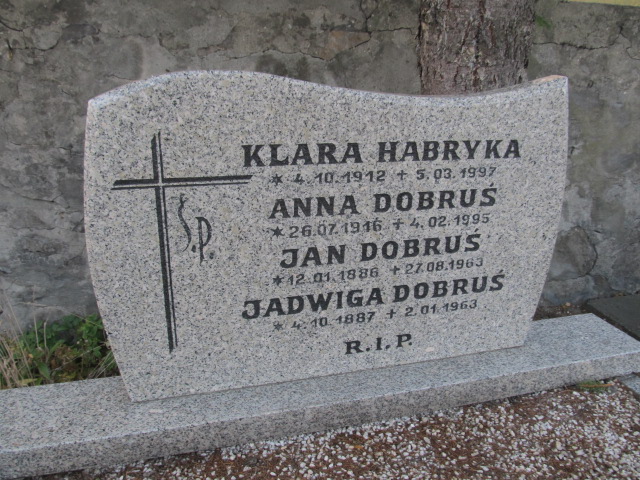 KLARA HABRYKA
* 4.10.1912 + 5.03.1997
ANNA DOBRUŚ
* 26.07.1916 + 4.02.1995
Ś.P.
JAN DOBRUŚ
* 12.01.1886 + 27.08.1963
JADWIGA DOBRUŚ
* 4.10.1887 + 2.01.1963
R.I.P.